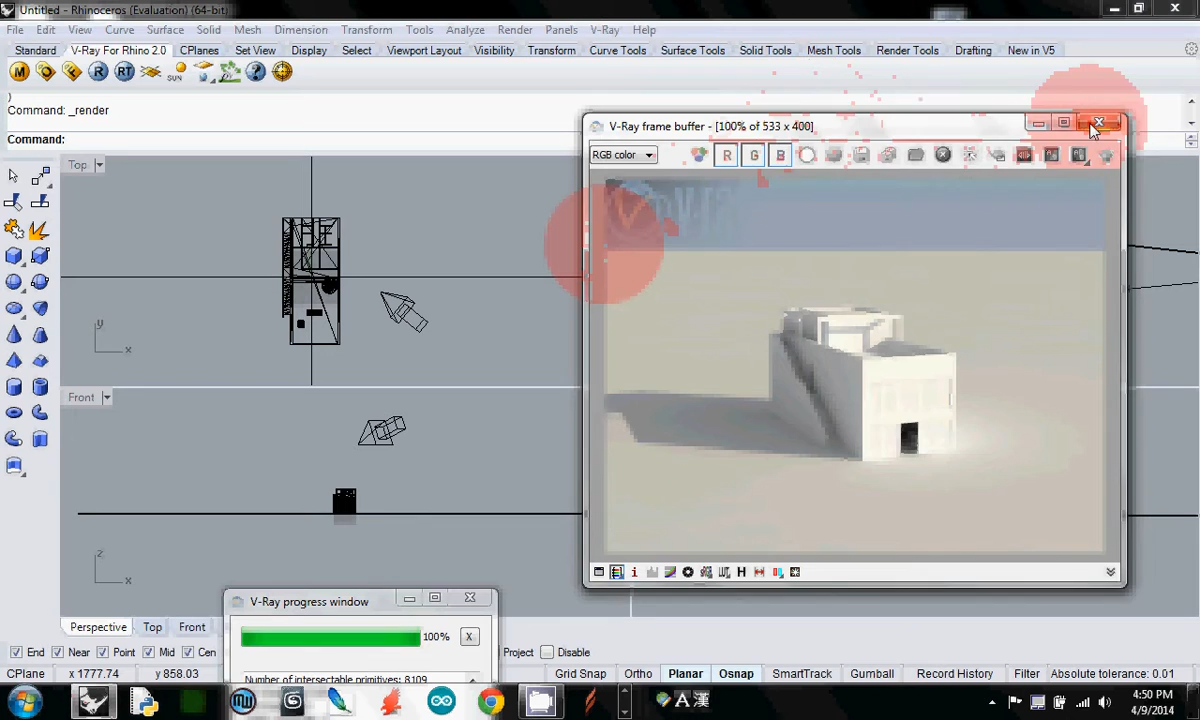 Untitled - Rhinoceros (Evaluation) (64-bit)
File Edit View Curve Surface Solid Mesh Dimension Transform Tools Analyze Render Panels V-Ray Help
Standard V-Ray For Rhino 2.0 CPlanes Set View Display Select Viewport Layout Visibility Transform Curve Tools Surface Tools Solid Tools Mesh Tools Render Tools Drafting New in V5
M R RT SUN ?
)
Command: _render
Command:
V-Ray frame buffer - [100% of 533 x 400]
RGB color R G B
Top
y
x
Front
z
x
i H
V-Ray progress window
100% X
Number of intersectable primitives: 8109
Perspective Top Front
End Near Point Mid Cen Project Disable
CPlane x 1777.74 y 858.03 Grid Snap Ortho Planar Osnap SmartTrack Gumball Record History Filter Absolute tolerance: 0.01
A 漢
4:50 PM
4/9/2014